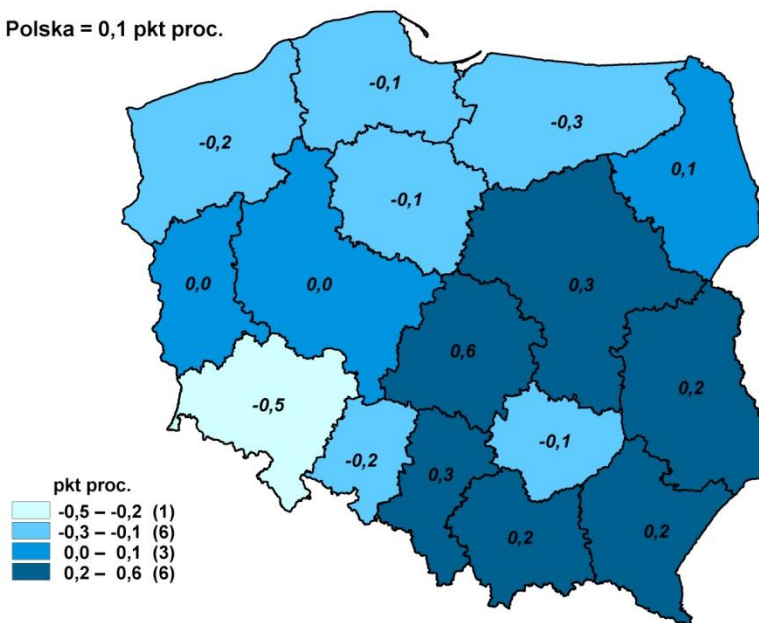 Polska = 0,1 pkt proc.
-0,1
-0,3
-0,2
0,1
-0,1
0,0
0,0
0,3
0,6
0,2
-0,5
-0,1
-0,2
0,3
0,2
0,2
pkt proc.
-0,5 – -0,2 (1)
-0,3 – -0,1 (6)
0,0 – 0,1 (3)
0,2 – 0,6 (6)